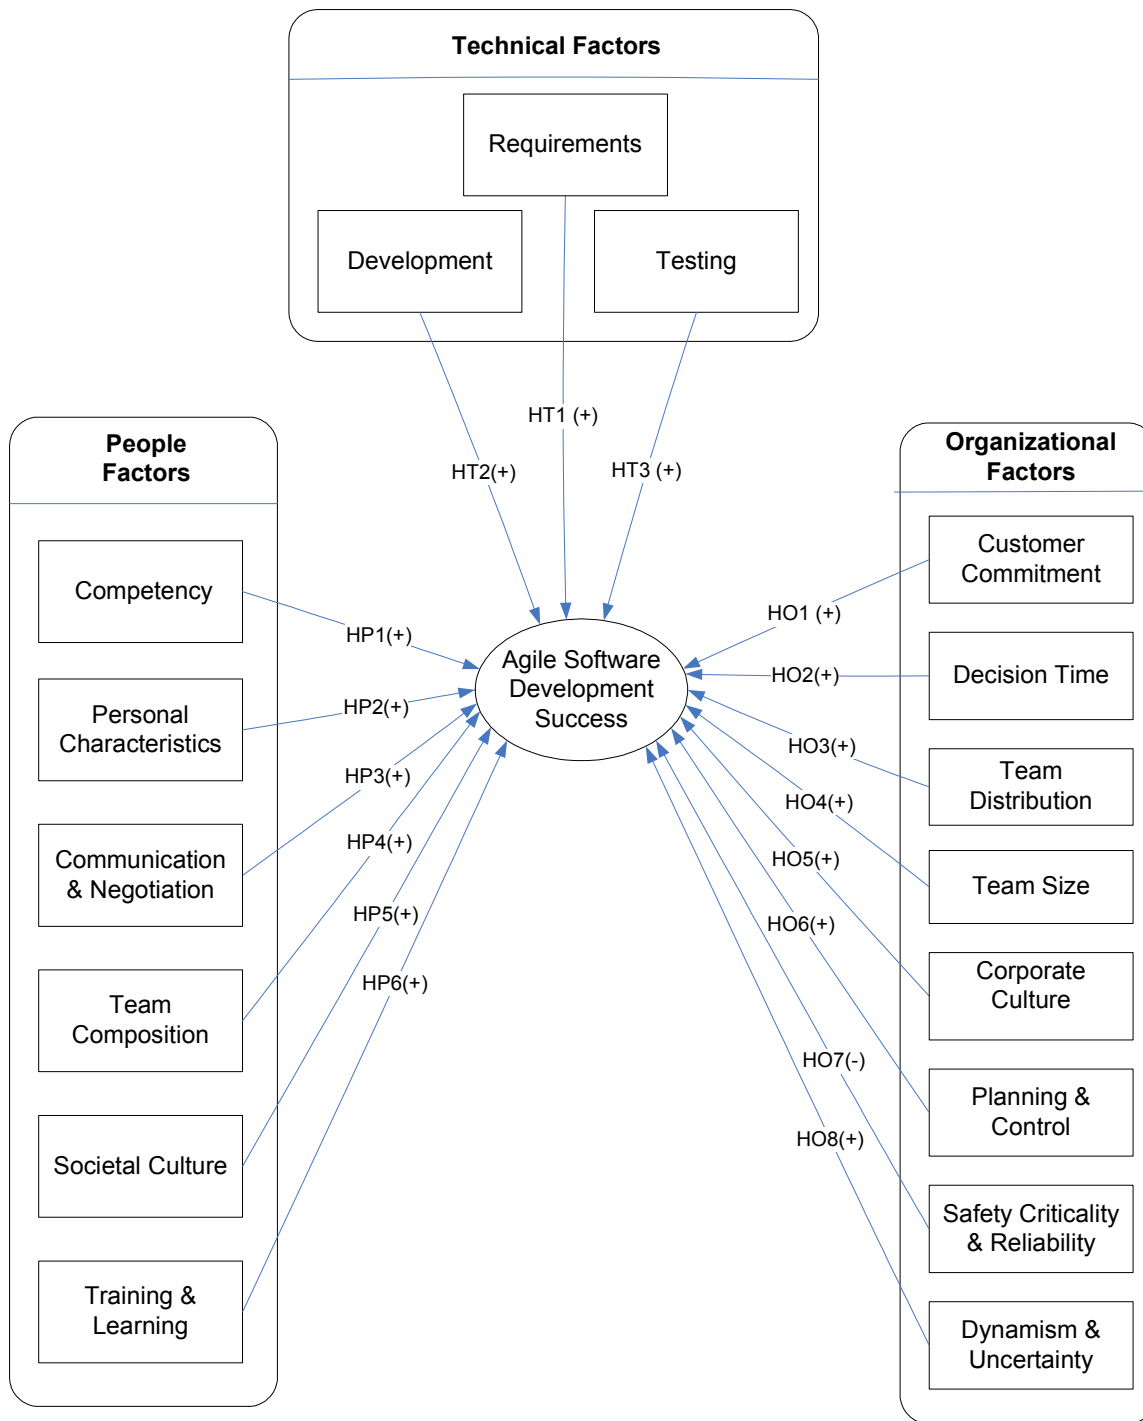 Technical Factors
Requirements
Development
Testing
HT1 (+)
HT2(+)
HT3 (+)
People
Factors
Competency
Personal
Characteristics
Communication
& Negotiation
Team
Composition
Societal Culture
Training &
Learning
HP1(+)
HP2(+)
HP3(+)
HP4(+)
HP5(+)
HP6(+)
Agile Software
Development
Success
Organizational
Factors
Customer
Commitment
Decision Time
Team
Distribution
Team Size
Corporate
Culture
Planning &
Control
Safety Criticality
& Reliability
Dynamism &
Uncertainty
HO1 (+)
HO2(+)
HO3(+)
HO4(+)
HO5(+)
HO6(+)
HO7(-)
HO8(+)